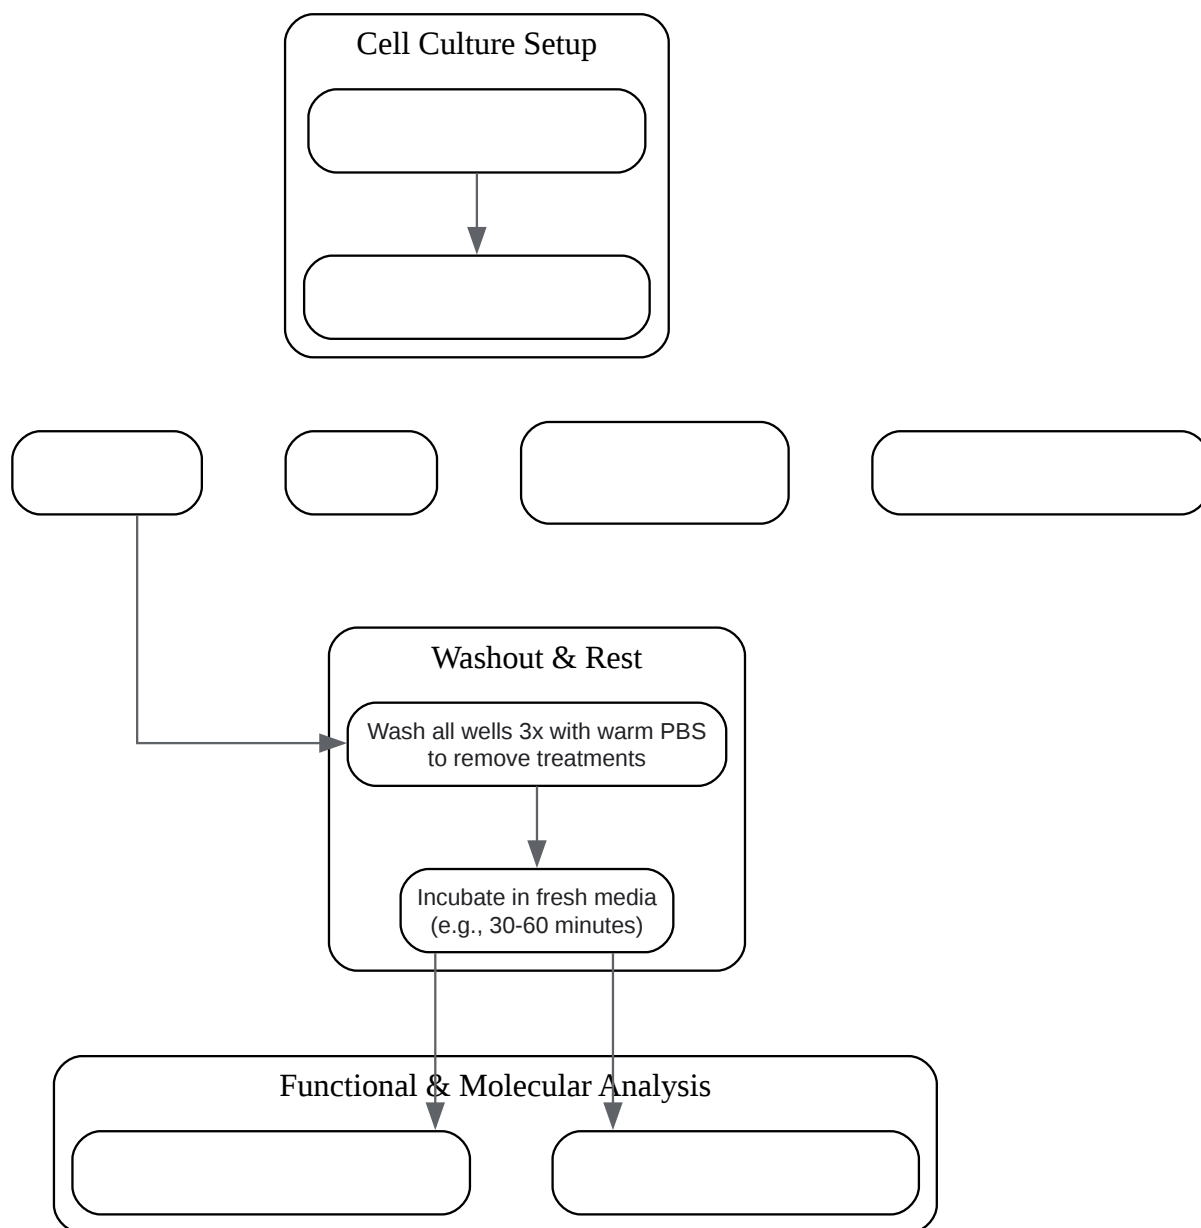 Cell Culture Setup
Washout & Rest
Wash all wells 3x with warm PBS
to remove treatments
Incubate in fresh media
(e.g., 30-60 minutes)
Functional & Molecular Analysis